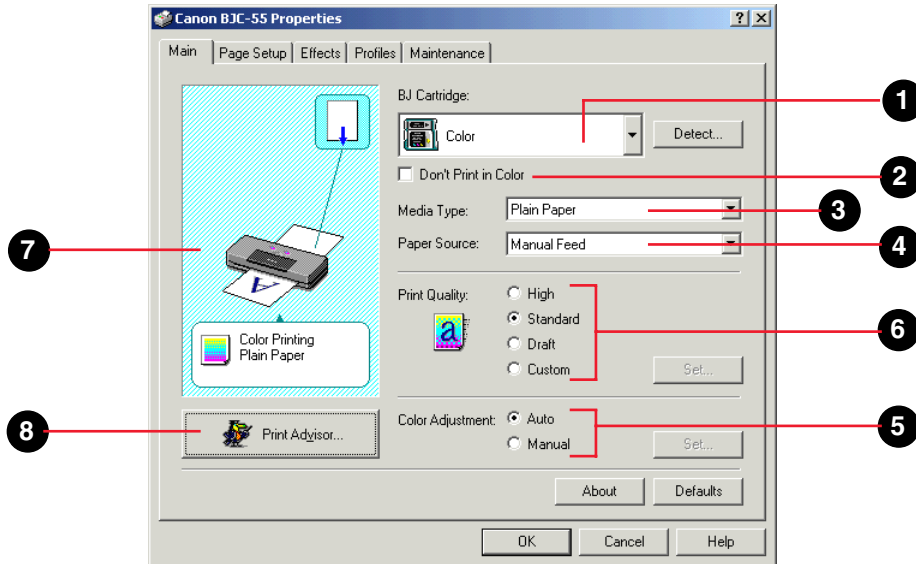 Canon BJC-55 Properties
Main Page Setup Effects Profiles Maintenance
BJ Cartridge:
1
Color
Detect...
Don't Print in Color
2
Media Type: Plain Paper
3
Paper Source: Manual Feed
4
7
Print Quality:
High
Standard
Draft
Custom
Set...
6
a
A
Color Printing
Plain Paper
8
Print Advisor...
Color Adjustment:
Auto
Manual
Set...
5
About
Defaults
OK
Cancel
Help